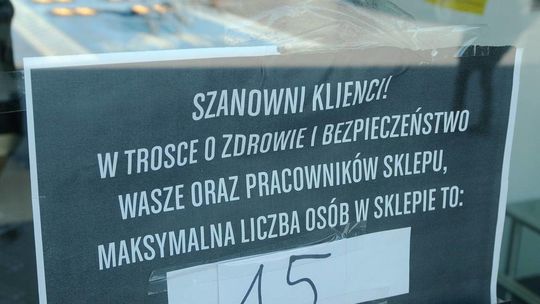 SZANOWNI KLIENCI!
W TROSCE O ZDROWIE I BEZPIECZEŃSTWO
WASZE ORAZ PRACOWNIKÓW SKLEPU,
MAKSYMALNA LICZBA OSÓB W SKLEPIE TO:
15